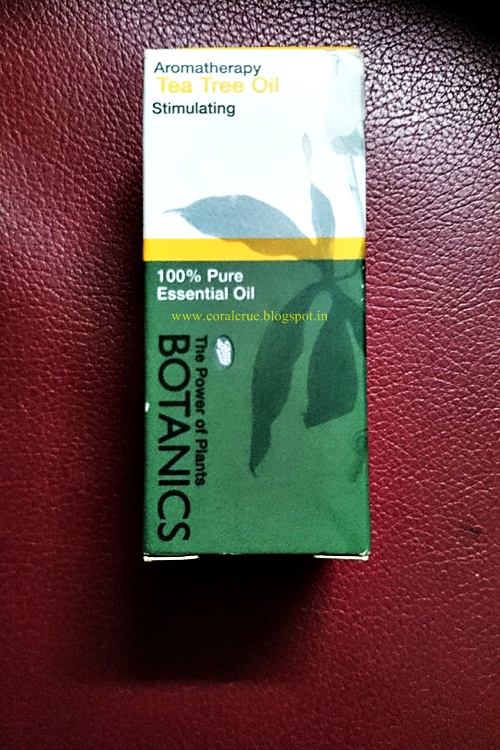 Aromatherapy
Tea Tree Oil
Stimulating
100% Pure
Essential Oil
www.coralcrue.blogspot.in
The Power of Plants
BOTANICS